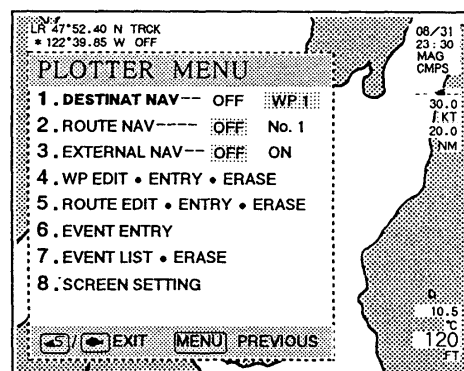 LR 47°52.40 N TRCK
* 122°39.85 W OFF
08/31
23:30
MAG
CMPS
PLOTTER MENU
1. DESTINAT NAV-- OFF WP 1
2. ROUTE NAV---- OFF No. 1
3. EXTERNAL NAV-- OFF ON
4. WP EDIT • ENTRY • ERASE
5. ROUTE EDIT • ENTRY • ERASE
6. EVENT ENTRY
7. EVENT LIST • ERASE
8. SCREEN SETTING
/ EXIT MENU PREVIOUS
30.0
KT
20.0
NM
D
10.5
°C
120
FT